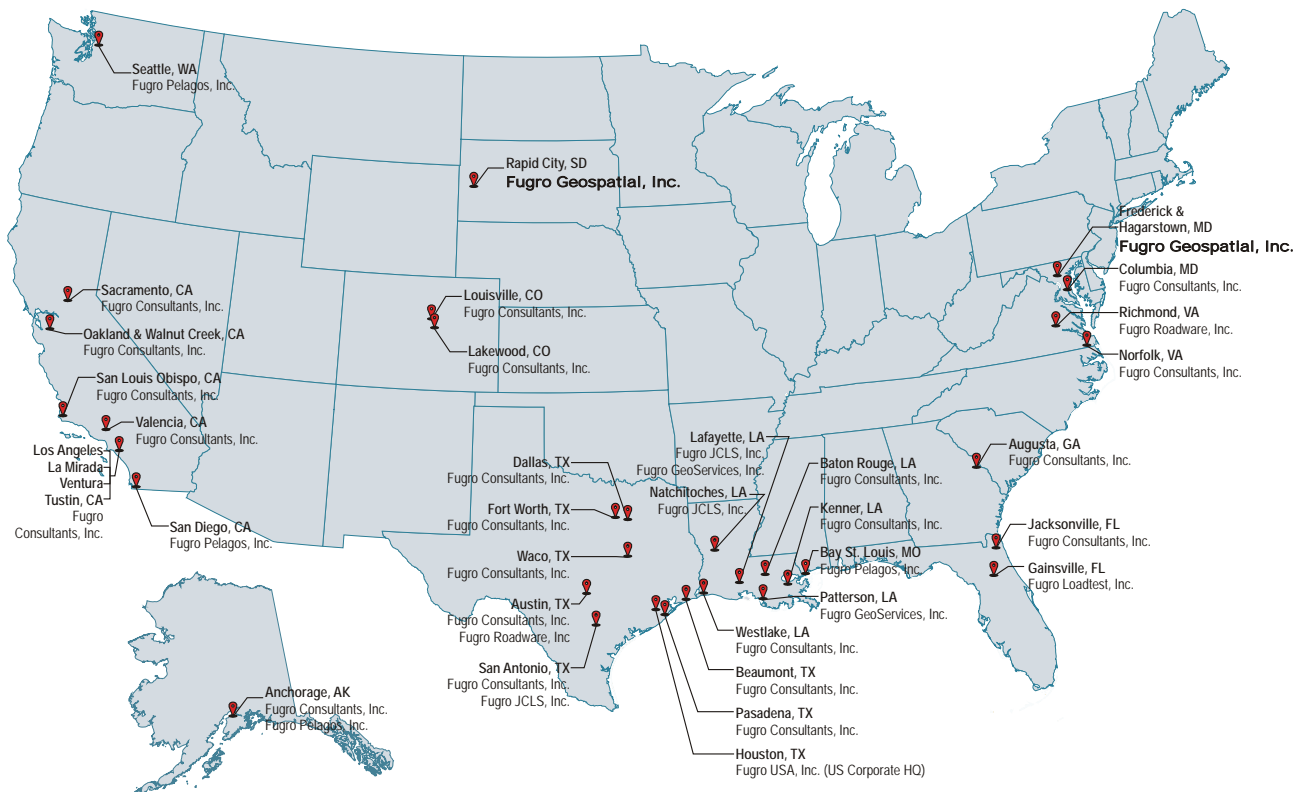 Seattle, WA
Fugro Pelagos, Inc.
Rapid City, SD
Fugro Geospatial, Inc.
Frederick &
Hagarstown, MD
Fugro Geospatial, Inc.
Columbia, MD
Fugro Consultants, Inc.
Richmond, VA
Fugro Roadware, Inc.
Norfolk, VA
Fugro Consultants, Inc.
Sacramento, CA
Fugro Consultants, Inc.
Oakland & Walnut Creek, CA
Fugro Consultants, Inc.
San Louis Obispo, CA
Fugro Consultants, Inc.
Valencia, CA
Fugro Consultants, Inc.
Los Angeles
La Mirada
Ventura
Tustin, CA
Fugro
Consultants, Inc.
San Diego, CA
Fugro Pelagos, Inc.
Louisville, CO
Fugro Consultants, Inc.
Lakewood, CO
Fugro Consultants, Inc.
Dallas, TX
Fugro Consultants, Inc.
Fort Worth, TX
Fugro Consultants, Inc.
Waco, TX
Fugro Consultants, Inc.
Austin, TX
Fugro Consultants, Inc.
Fugro Roadware, Inc
San Antonio, TX
Fugro Consultants, Inc.
Fugro JCLS, Inc.
Lafayette, LA
Fugro JCLS, Inc.
Fugro GeoServices, Inc.
Natchitoches, LA
Fugro JCLS, Inc.
Baton Rouge, LA
Fugro Consultants, Inc.
Kenner, LA
Fugro Consultants, Inc.
Bay St. Louis, MO
Fugro Pelagos, Inc.
Patterson, LA
Fugro GeoServices, Inc.
Westlake, LA
Fugro Consultants, Inc.
Beaumont, TX
Fugro Consultants, Inc.
Pasadena, TX
Fugro Consultants, Inc.
Houston, TX
Fugro USA, Inc. (US Corporate HQ)
Augusta, GA
Fugro Consultants, Inc.
Jacksonville, FL
Fugro Consultants, Inc.
Gainsville, FL
Fugro Loadtest, Inc.
Anchorage, AK
Fugro Consultants, Inc.
Fugro Pelagos, Inc.